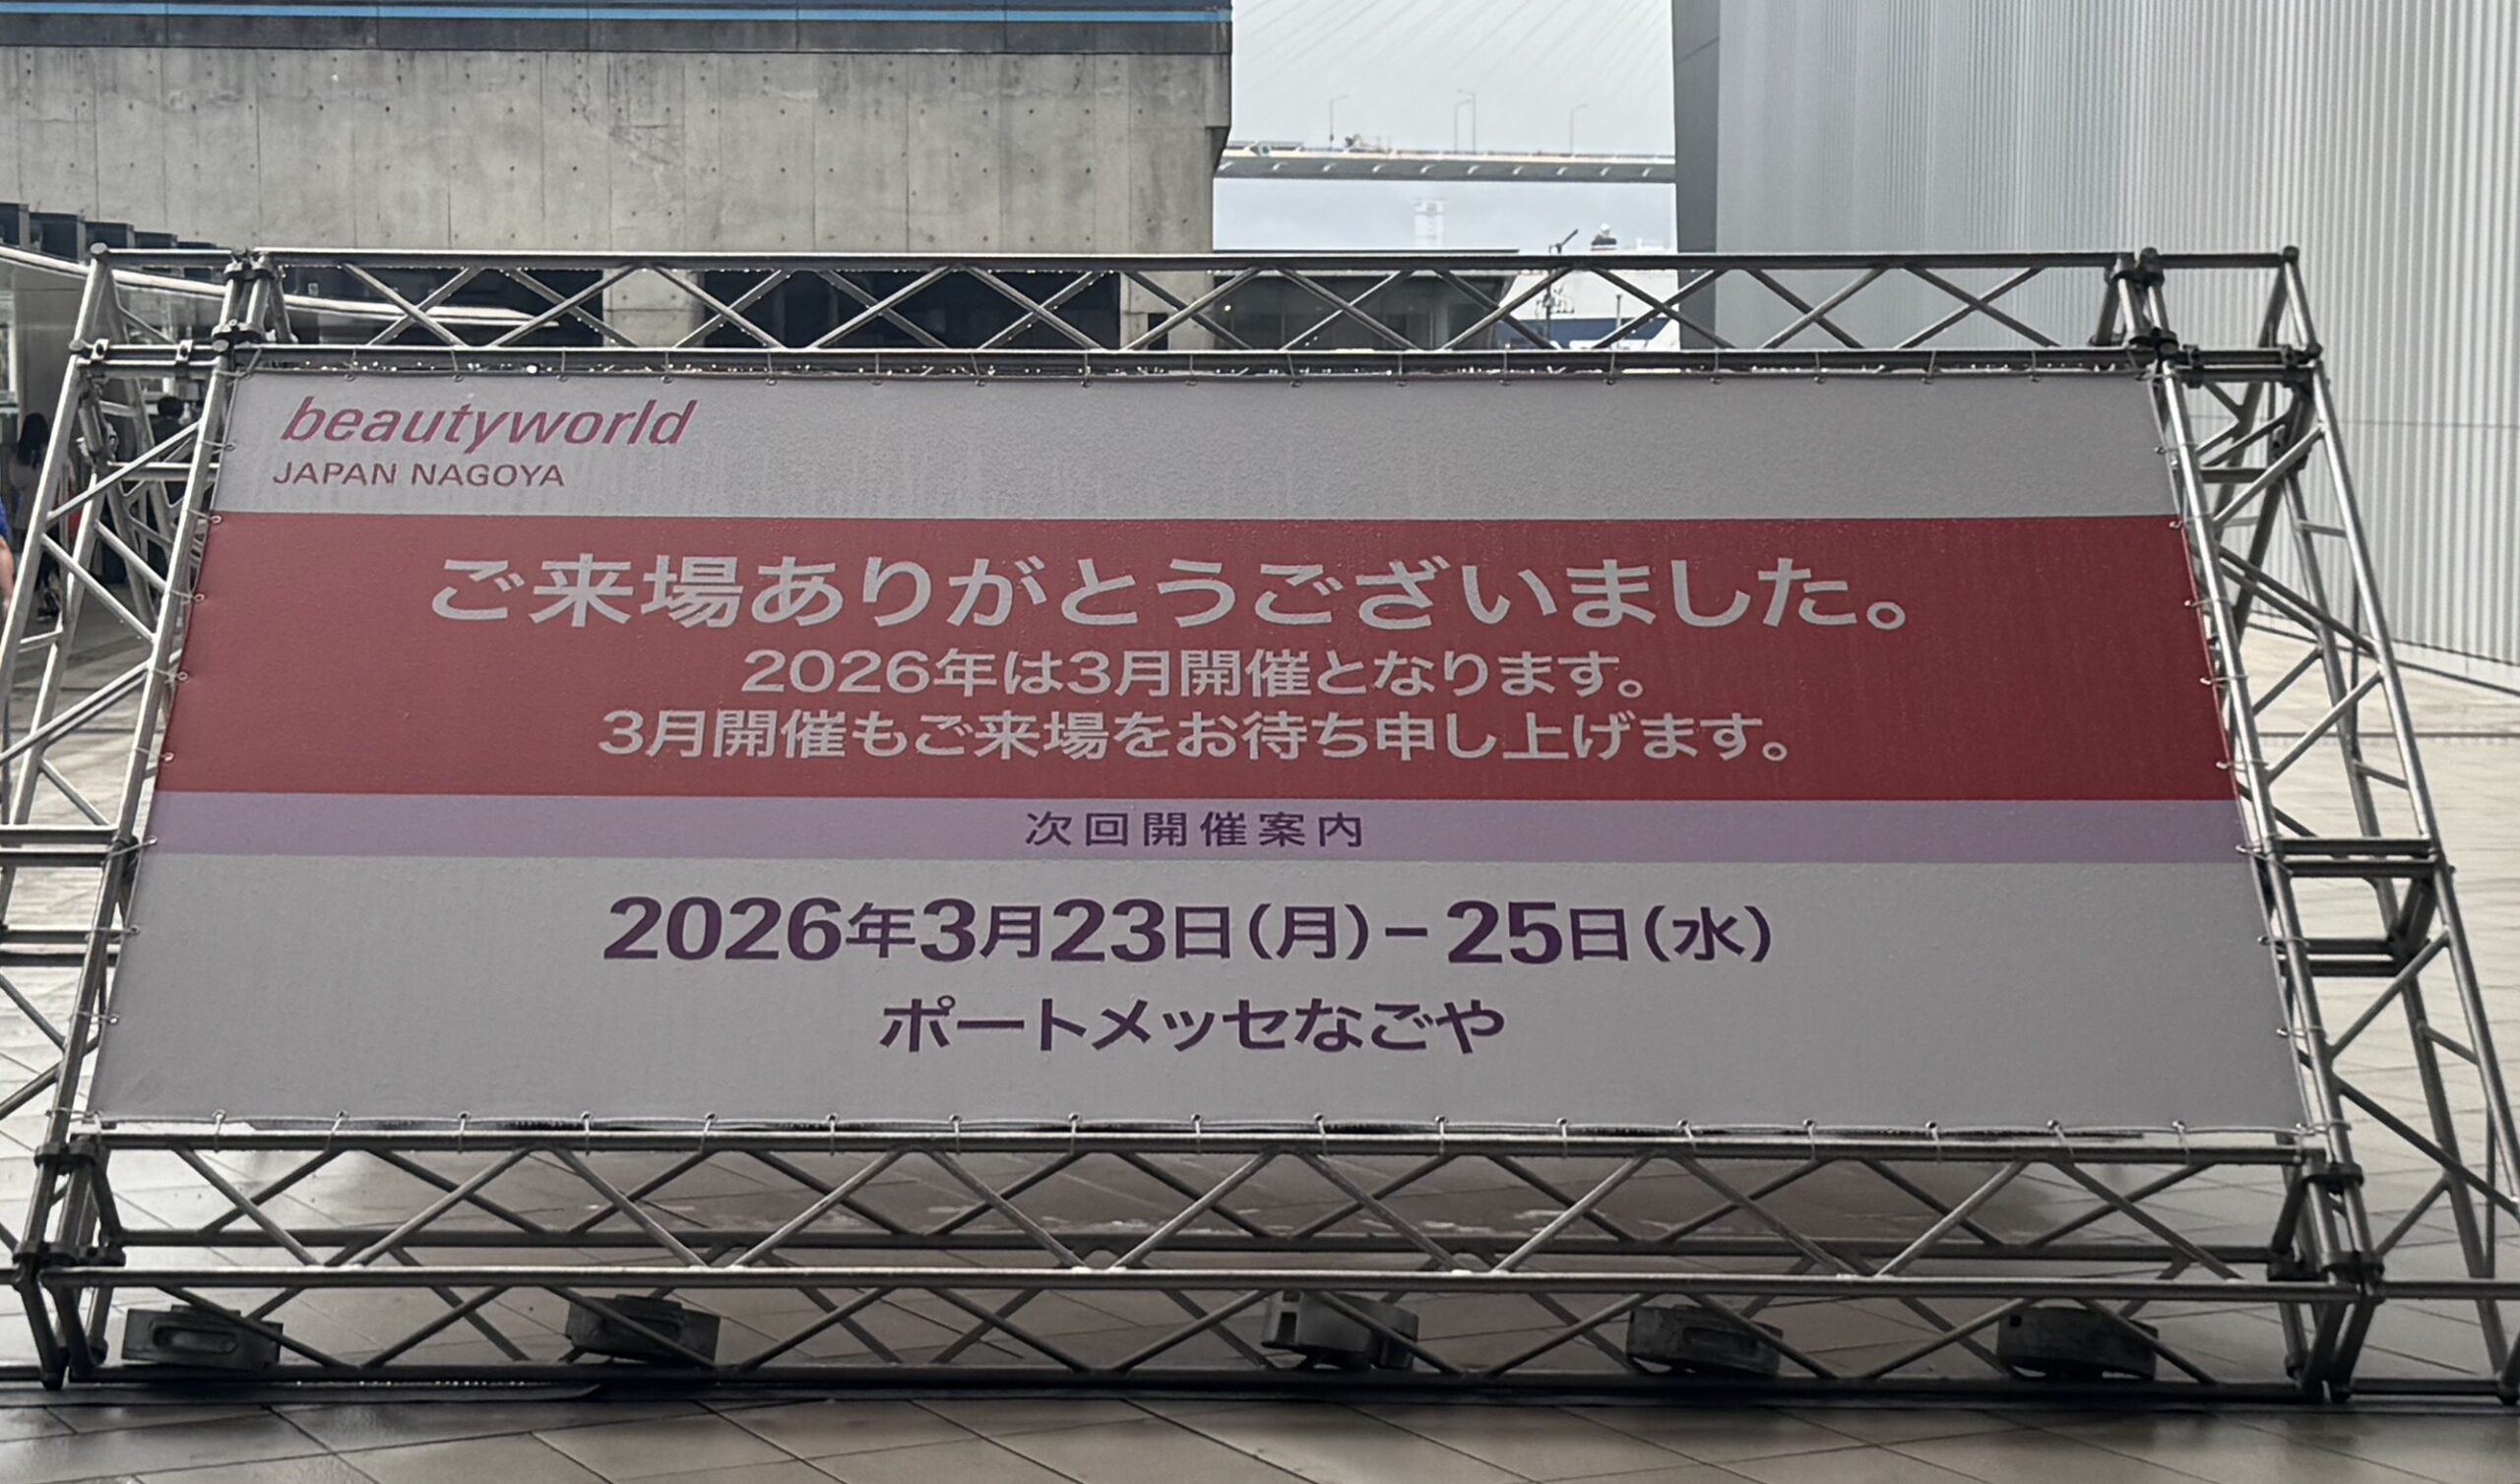 beautyworld
JAPAN NAGOYA
ご来場ありがとうございました。
2026年は3月開催となります。
3月開催もご来場をお待ち申し上げます。
次回開催案内
2026年3月23日(月)–25日(水)
ポートメッセなごや